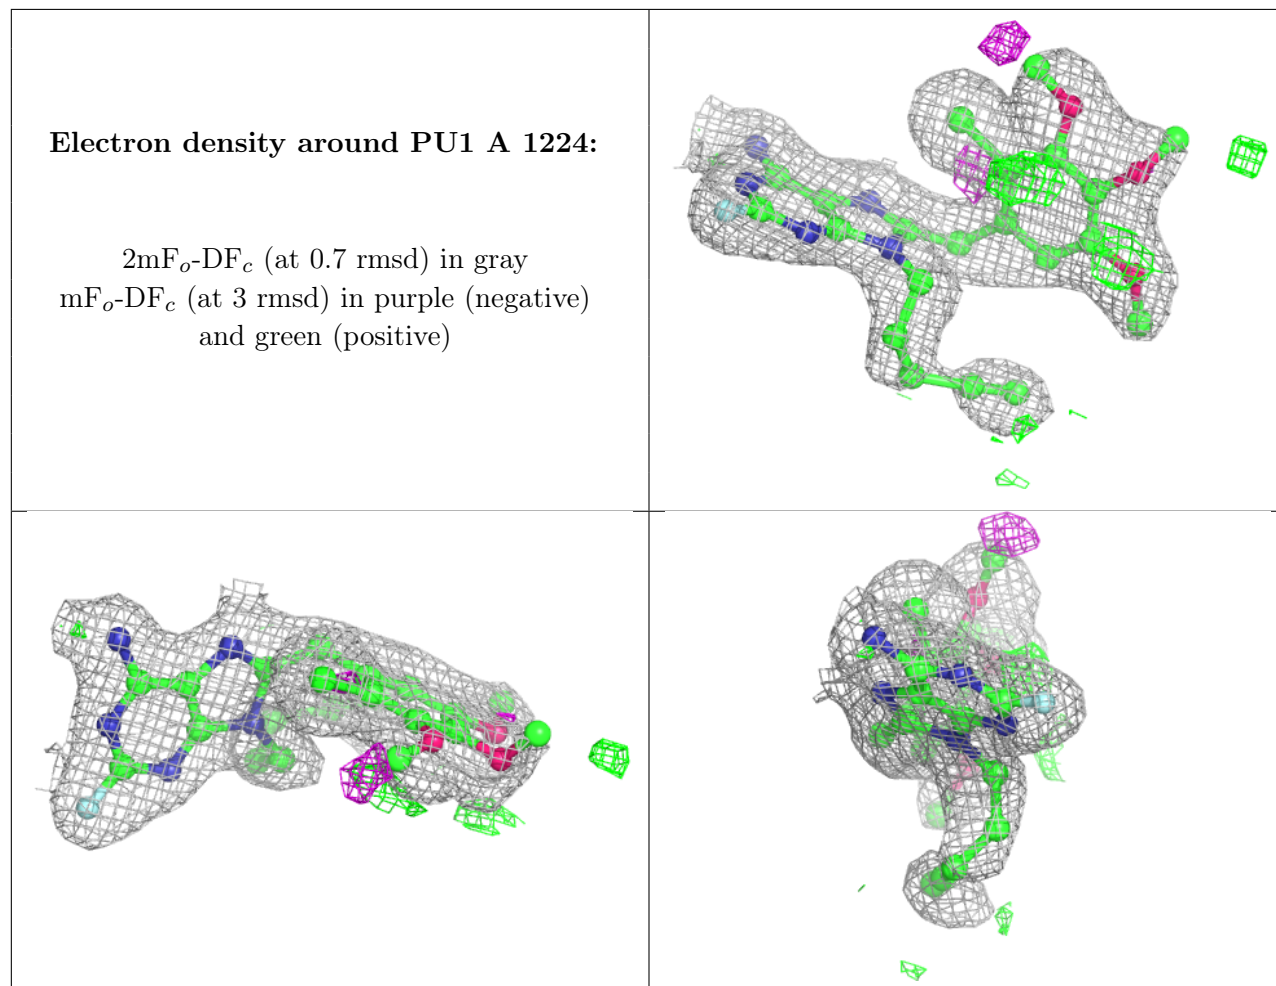 Electron density around PU1 A 1224:
2mFo-DFc (at 0.7 rmsd) in gray
mFo-DFc (at 3 rmsd) in purple (negative)
and green (positive)